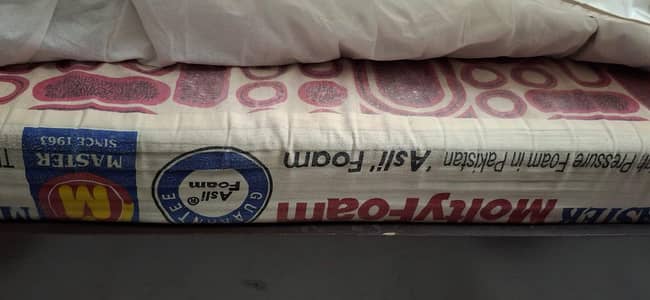 MoltyFoam
Pressure Foam in Pakistan 'Asli' Foam
Asli®
Foam
GUARANTEE
M
MASTER
SINCE 1963